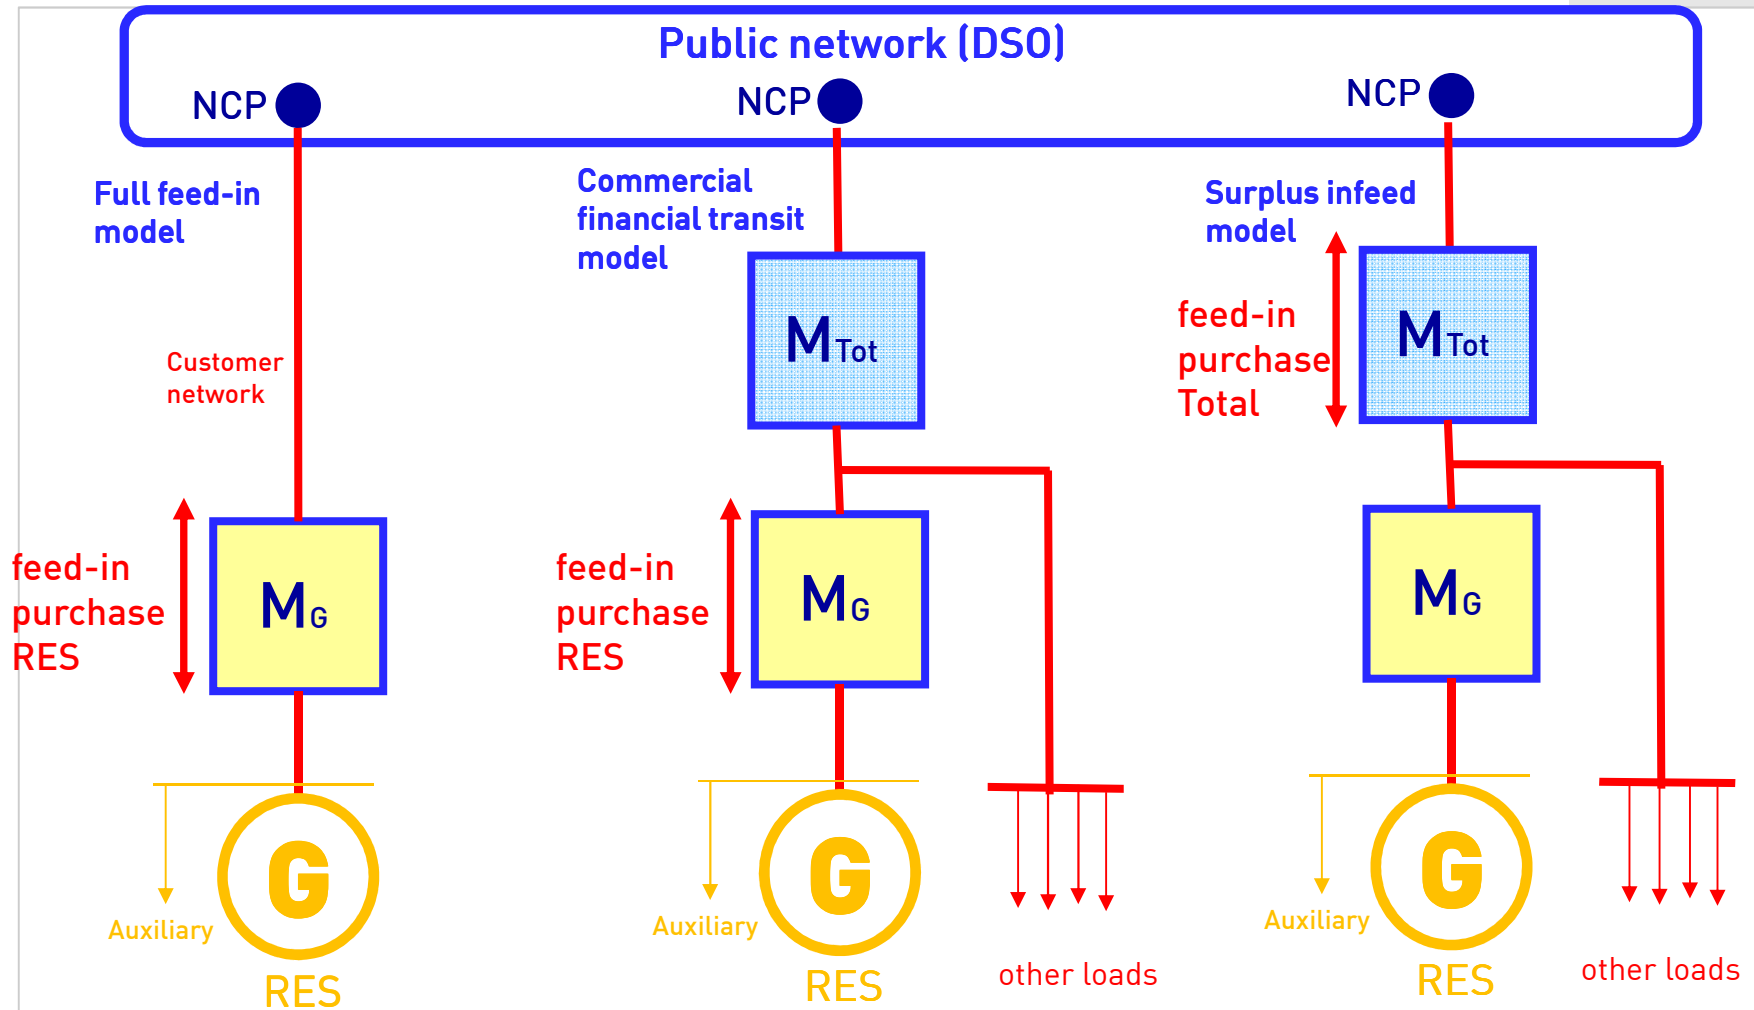 Public network (DSO)
NCP
NCP
NCP
Full feed-in
model
Commercial
financial transit
model
Surplus infeed
model
Customer
network
M Tot
feed-in
purchase
Total
M Tot
feed-in
purchase
RES
MG
feed-in
purchase
RES
MG
MG
Auxiliary
G
RES
Auxiliary
G
RES
other loads
Auxiliary
G
RES
other loads